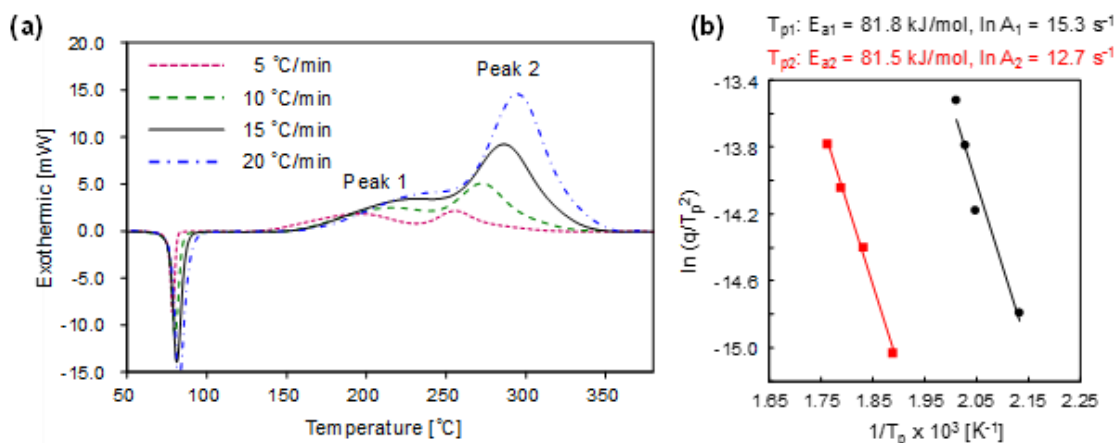 (a)
20.0
15.0
10.0
5.0
0.0
-5.0
-10.0
-15.0
Exothermic [mW]
5 °C/min
10 °C/min
15 °C/min
20 °C/min
Peak 1
Peak 2
50 100 150 200 250 300 350
Temperature [°C]
(b)
Tp1: Ea1 = 81.8 kJ/mol, ln A1 = 15.3 s-1
Tp2: Ea2 = 81.5 kJ/mol, ln A2 = 12.7 s-1
-13.4
-13.8
-14.2
-14.6
-15.0
ln (q/Tp2)
1.65 1.75 1.85 1.95 2.05 2.15 2.25
1/Tp x 103 [K-1]